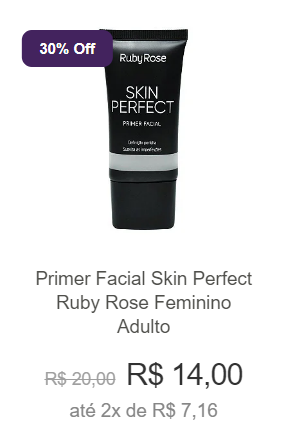 30% Off
RubyRose
SKIN
PERFECT
PRIMER FACIAL
Primer Facial Skin Perfect
Ruby Rose Feminino
Adulto
R$ 20,00 R$ 14,00
até 2x de R$ 7,16